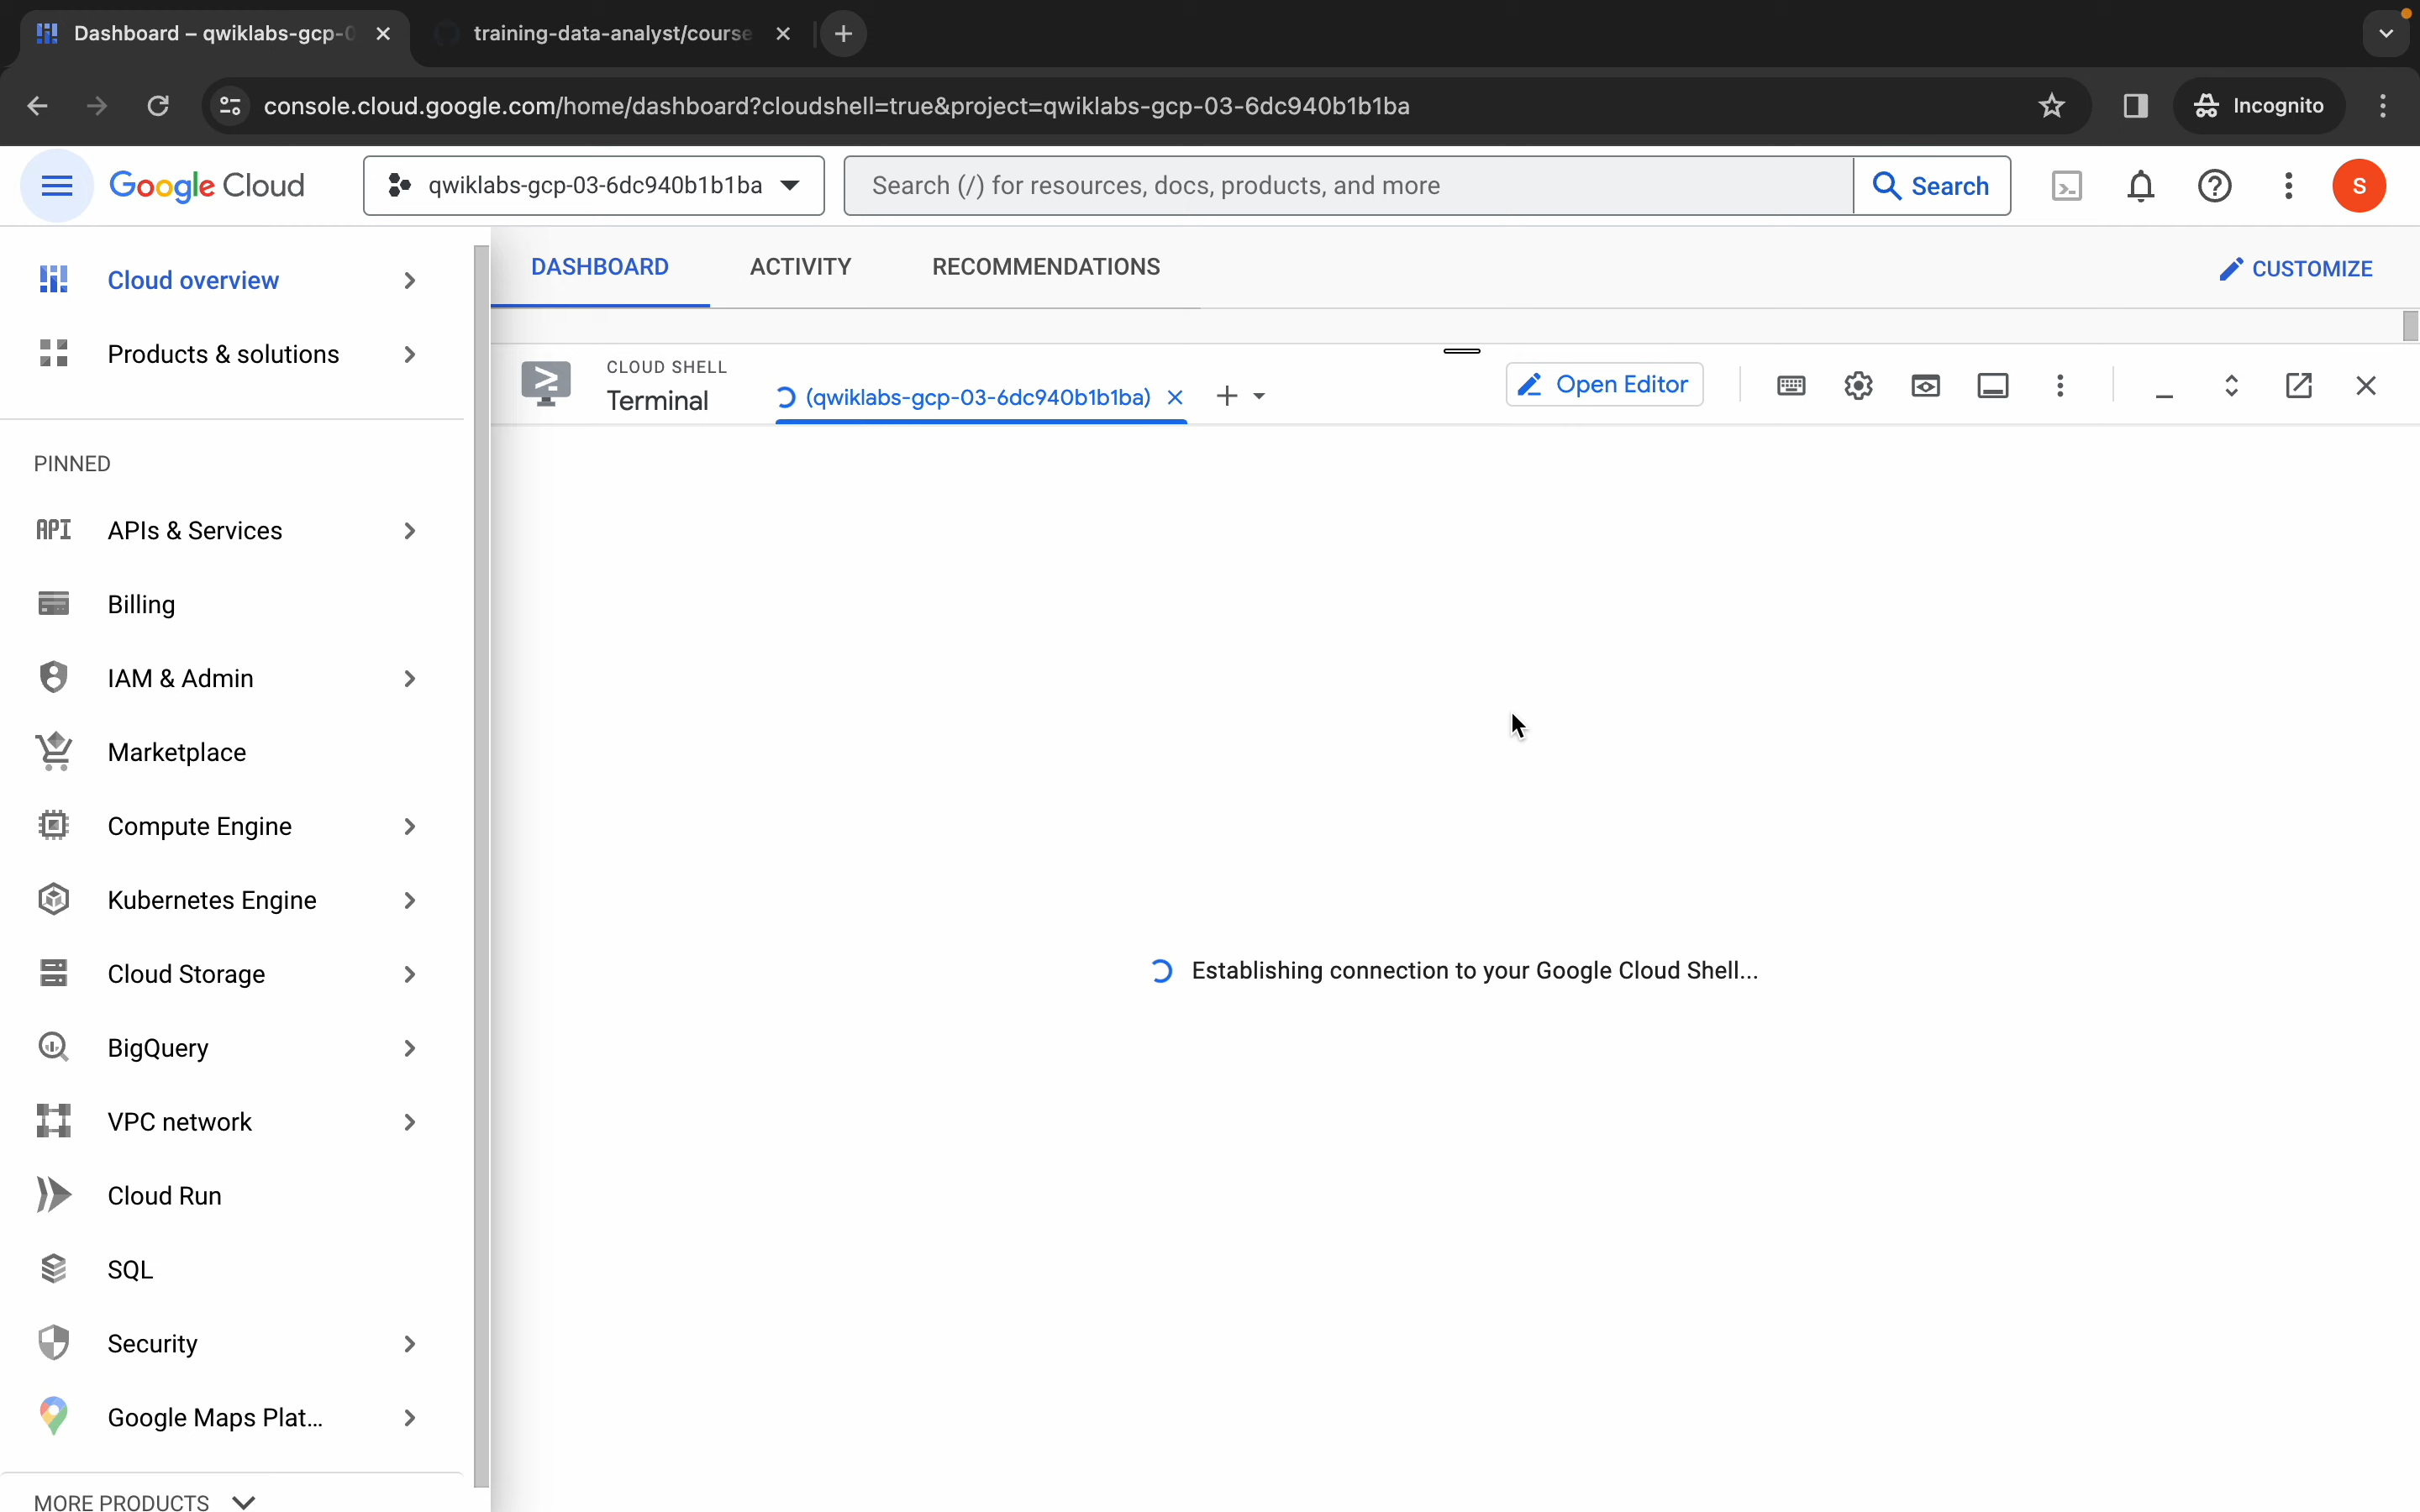 Dashboard – qwiklabs-gcp-0
training-data-analyst/course
console.cloud.google.com/home/dashboard?cloudshell=true&project=qwiklabs-gcp-03-6dc940b1b1ba
Incognito
Google Cloud
qwiklabs-gcp-03-6dc940b1b1ba
Search (/) for resources, docs, products, and more
Search
S
Cloud overview
Products & solutions
PINNED
API APIs & Services
Billing
IAM & Admin
Marketplace
Compute Engine
Kubernetes Engine
Cloud Storage
BigQuery
VPC network
Cloud Run
SQL
Security
Google Maps Plat...
MORE PRODUCTS
DASHBOARD
ACTIVITY
RECOMMENDATIONS
CUSTOMIZE
CLOUD SHELL
Terminal
(qwiklabs-gcp-03-6dc940b1b1ba)
Open Editor
Establishing connection to your Google Cloud Shell...